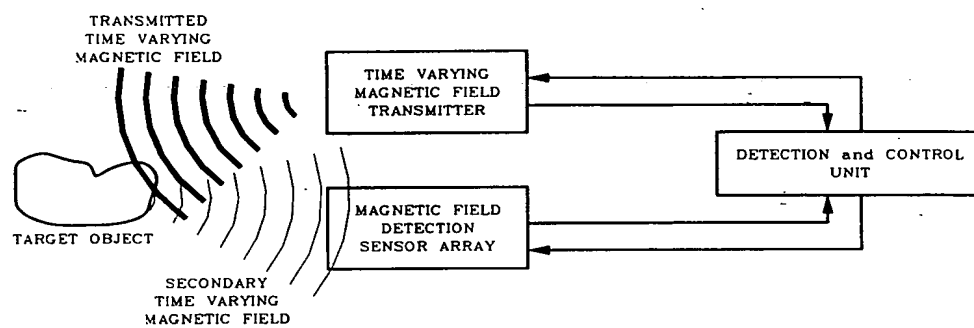 TRANSMITTED
TIME VARYING
MAGNETIC FIELD
TIME VARYING
MAGNETIC FIELD
TRANSMITTER
DETECTION and CONTROL
UNIT
TARGET OBJECT
MAGNETIC FIELD
DETECTION
SENSOR ARRAY
SECONDARY
TIME VARYING
MAGNETIC FIELD